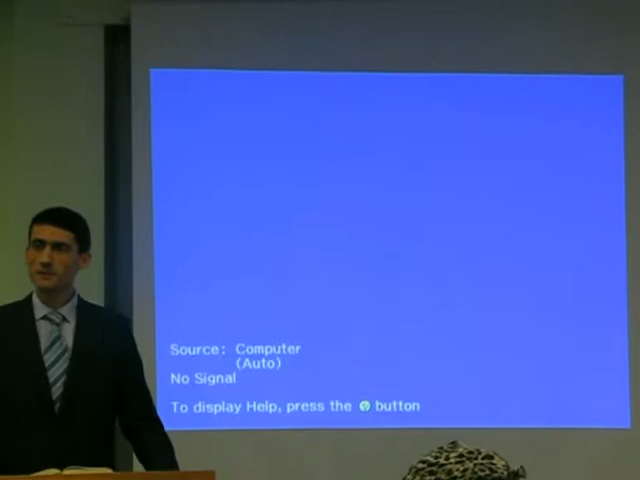 Source: Computer
(Auto)
No Signal
To display Help, press the ? button